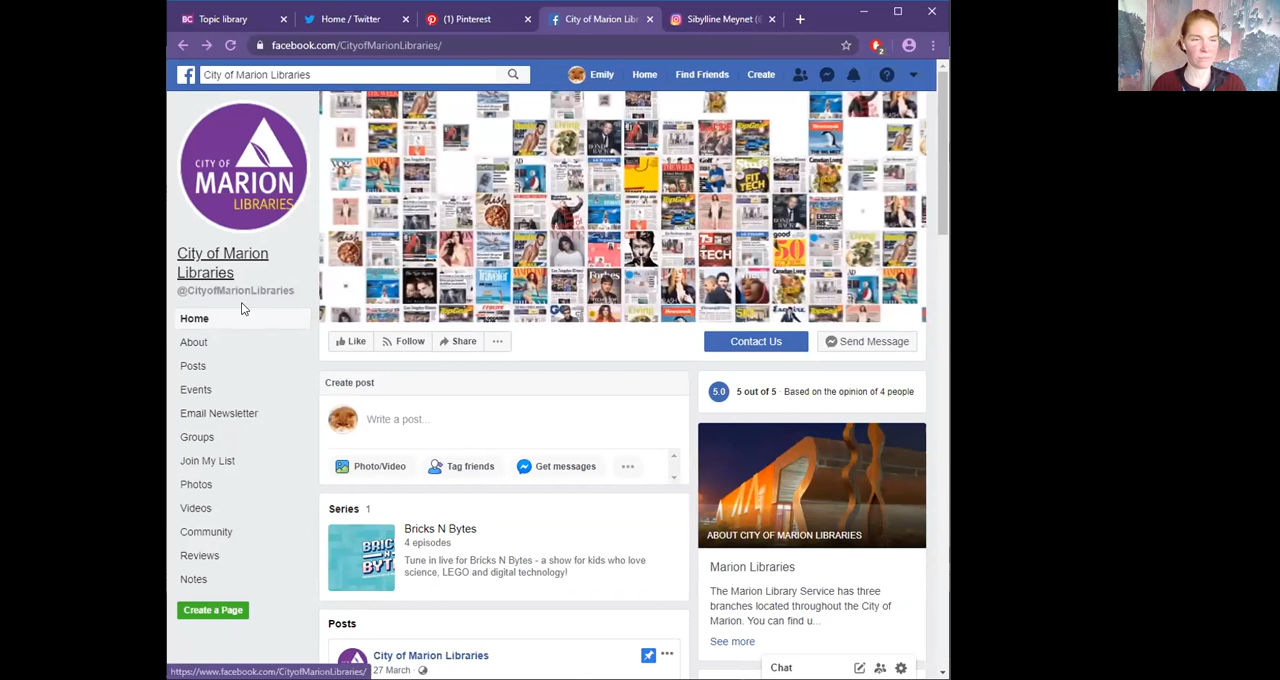 Topic library
Home / Twitter
(1) Pinterest
City of Marion Libr
Sibylline Meynet (
facebook.com/CityofMarionLibraries/
2
City of Marion Libraries
Emily
Home
Find Friends
Create
CITY OF
MARION
LIBRARIES
City of Marion
Libraries
@CityofMarionLibraries
Home
About
Posts
Events
Email Newsletter
Groups
Join My List
Photos
Videos
Community
Reviews
Notes
Create a Page
Like
Follow
Share
Contact Us
Send Message
Create post
Write a post...
Photo/Video
Tag friends
Get messages
Series 1
BRIC
N
BYT
Bricks N Bytes
4 episodes
Tune in live for Bricks N Bytes - a show for kids who love
science, LEGO and digital technology!
Posts
City of Marion Libraries
27 March
5.0
5 out of 5 · Based on the opinion of 4 people
ABOUT CITY OF MARION LIBRARIES
Marion Libraries
The Marion Library Service has three
branches located throughout the City of
Marion. You can find u...
See more
Chat
https://www.facebook.com/CityofMarionLibraries/